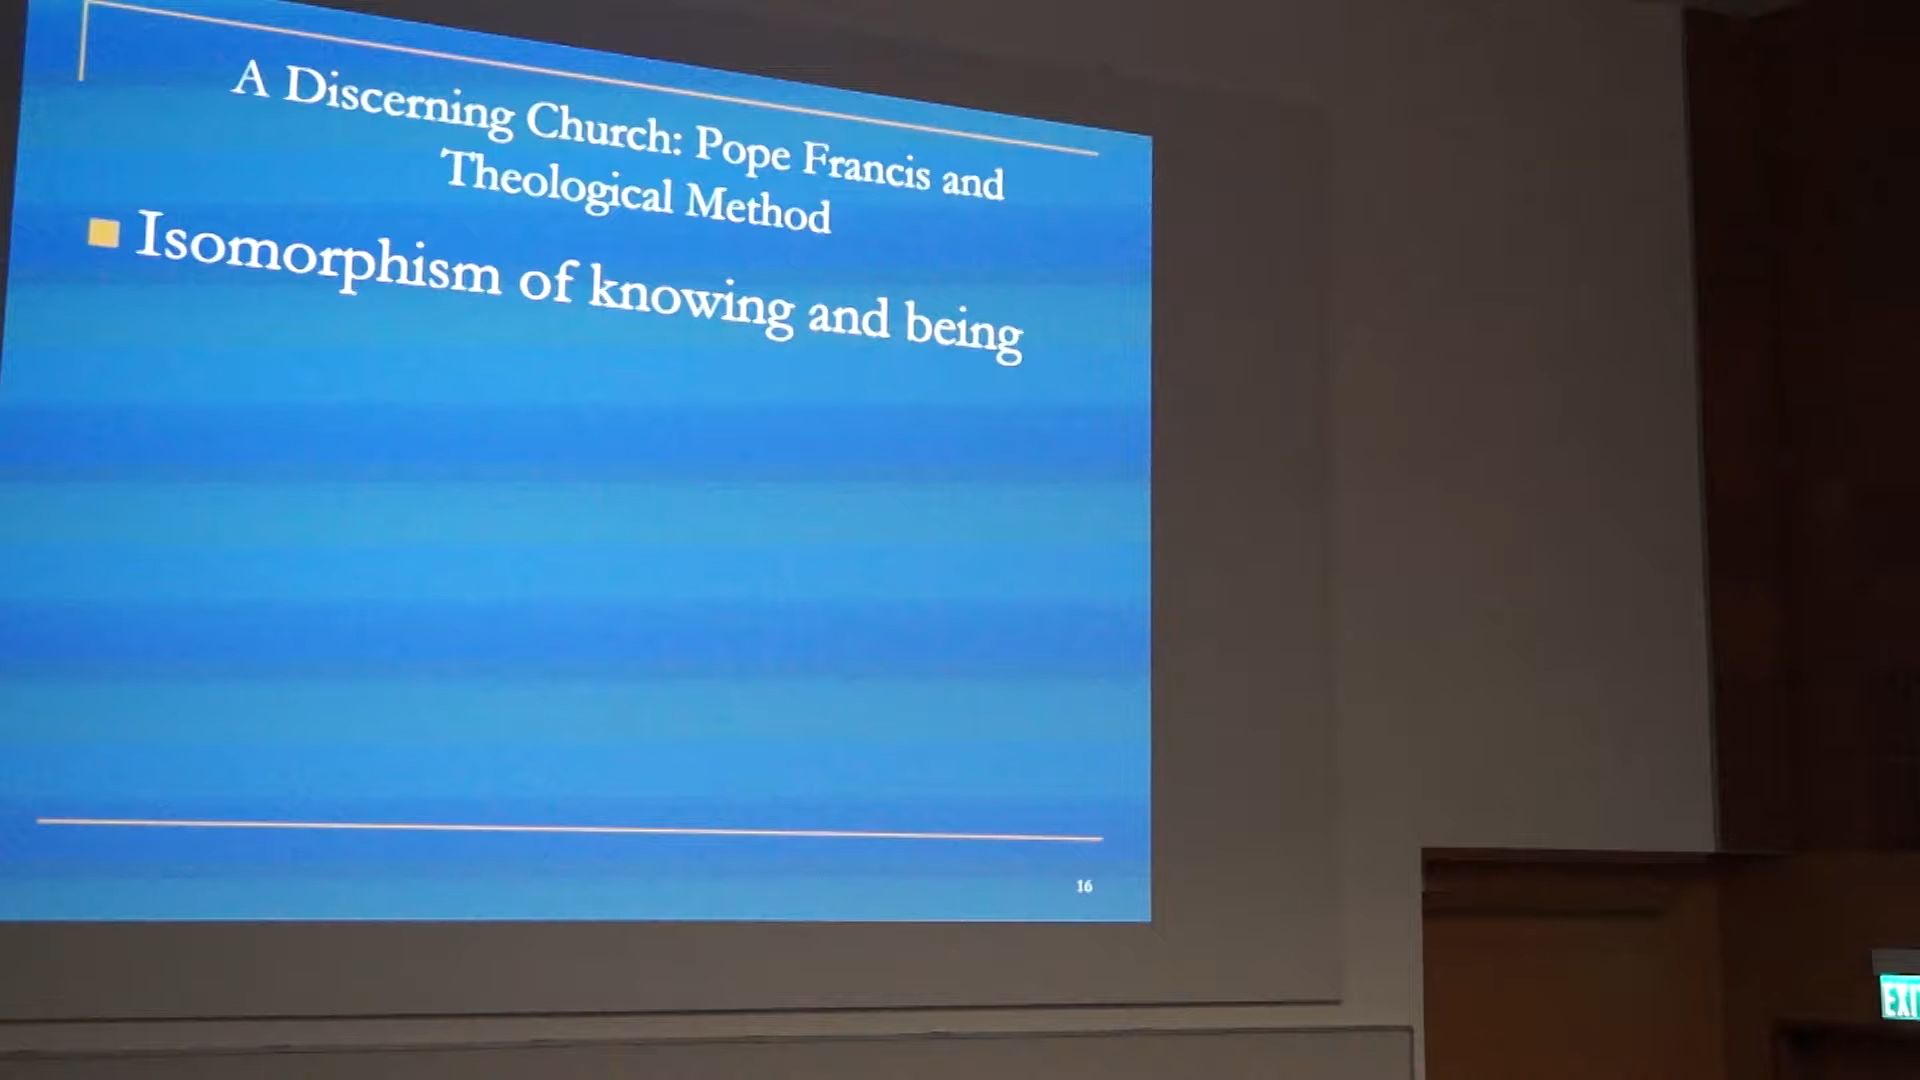 A Discerning Church: Pope Francis and
Theological Method
Isomorphism of knowing and being
16